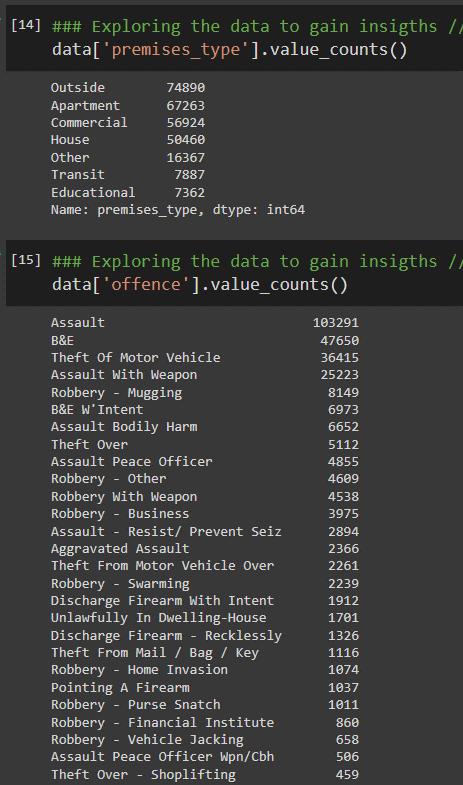 [14] ### Exploring the data to gain insigths //
data['premises_type'].value_counts()
Outside 74890
Apartment 67263
Commercial 56924
House 50460
Other 16367
Transit 7887
Educational 7362
Name: premises_type, dtype: int64
[15] ### Exploring the data to gain insigths //
data['offence'].value_counts()
Assault 103291
B&E 47650
Theft Of Motor Vehicle 36415
Assault With Weapon 25223
Robbery - Mugging 8149
B&E W'Intent 6973
Assault Bodily Harm 6652
Theft Over 5112
Assault Peace Officer 4855
Robbery - Other 4609
Robbery With Weapon 4538
Robbery - Business 3975
Assault - Resist/ Prevent Seiz 2894
Aggravated Assault 2366
Theft From Motor Vehicle Over 2261
Robbery - Swarming 2239
Discharge Firearm With Intent 1912
Unlawfully In Dwelling-House 1701
Discharge Firearm - Recklessly 1326
Theft From Mail / Bag / Key 1116
Robbery - Home Invasion 1074
Pointing A Firearm 1037
Robbery - Purse Snatch 1011
Robbery - Financial Institute 860
Robbery - Vehicle Jacking 658
Assault Peace Officer Wpn/Cbh 506
Theft Over - Shoplifting 459